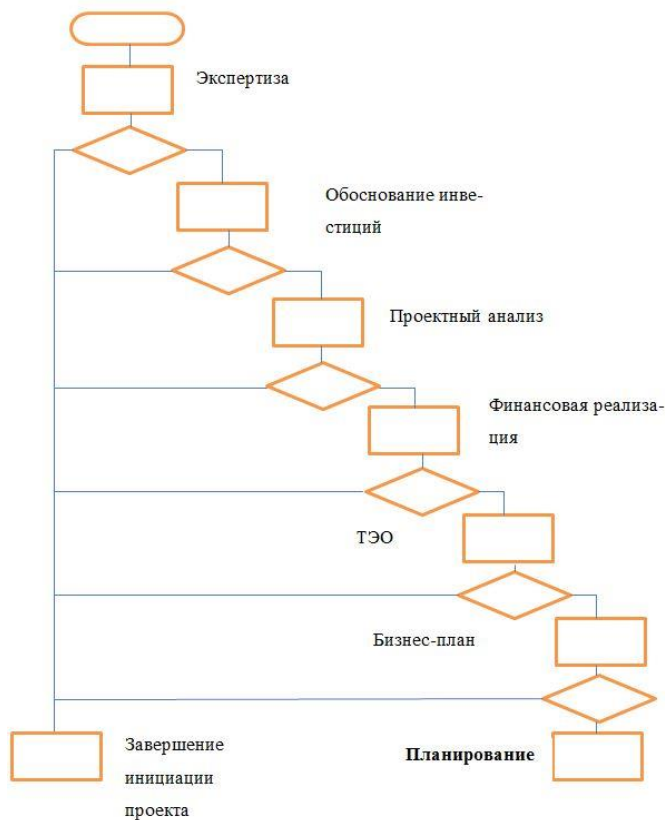 Экспертиза
Обоснование инве-
стиций
Проектный анализ
Финансовая реализа-
ция
ТЭО
Бизнес-план
Завершение
инициации
проекта
Планирование